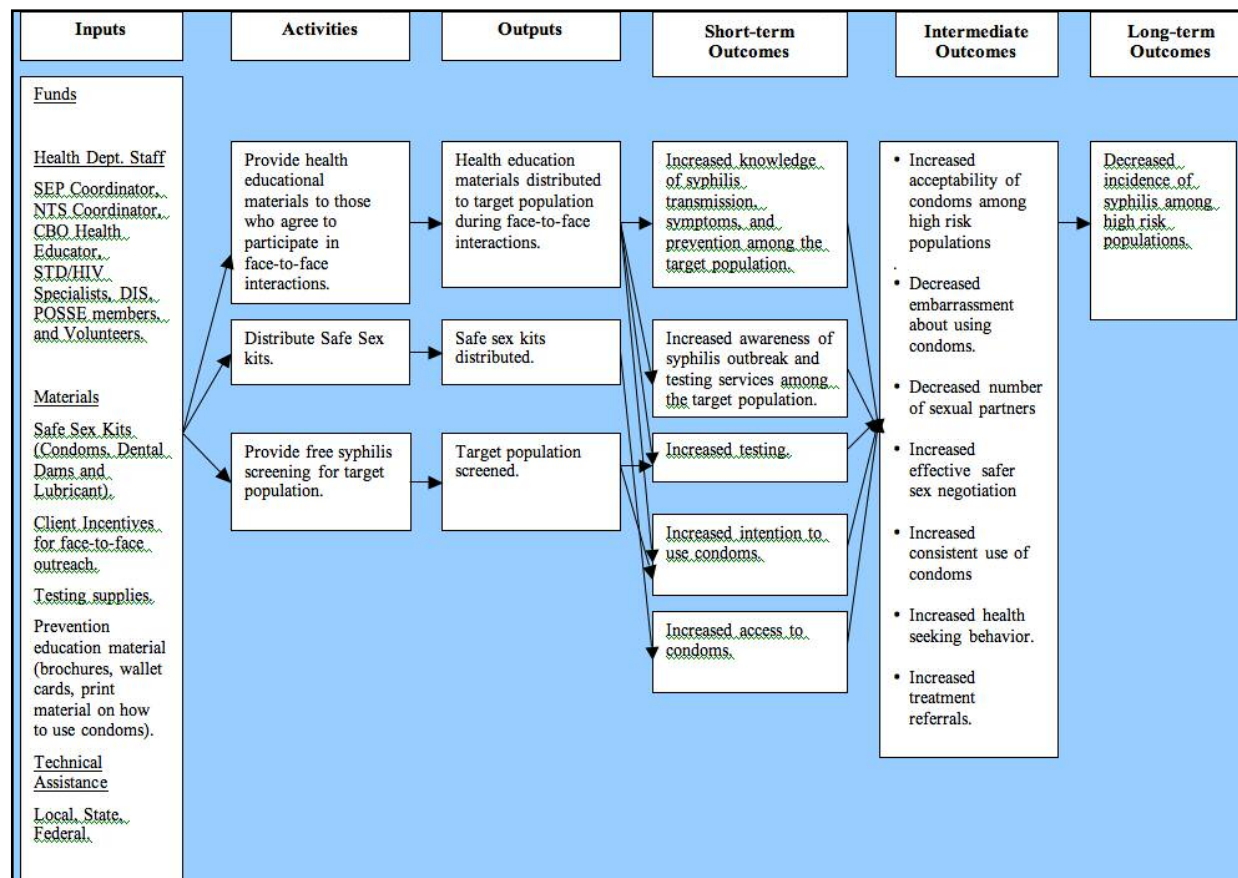 Inputs
Activities
Outputs
Short-term
Outcomes
Intermediate
Outcomes
Long-term
Outcomes
Funds
Health Dept. Staff
SEP Coordinator,
NTS Coordinator,
CBO Health
Educator,
STD/HIV
Specialists, DIS,
POSSE members,
and Volunteers.
Materials
Safe Sex Kits
(Condoms, Dental
Dams and
Lubricant).
Client Incentives
for face-to-face
outreach.
Testing supplies.
Prevention
education material
(brochures, wallet
cards, print
material on how
to use condoms).
Technical
Assistance
Local, State,
Federal.
Provide health
educational
materials to those
who agree to
participate in
face-to-face
interactions.
Distribute Safe Sex
kits.
Provide free syphilis
screening for target
population.
Health education
materials distributed
to target population
during face-to-face
interactions.
Safe sex kits
distributed.
Target population
screened.
Increased knowledge
of syphilis
transmission,
symptoms, and
prevention among the
target population.
Increased awareness of
syphilis outbreak and
testing services among
the target population.
Increased testing.
Increased intention to
use condoms.
Increased access to
condoms.
• Increased
acceptability of
condoms among
high risk
populations
.
• Decreased
embarrassment
about using
condoms.
• Decreased number
of sexual partners
• Increased
effective safer
sex negotiation
• Increased
consistent use of
condoms
• Increased health
seeking behavior.
• Increased
treatment
referrals.
Decreased
incidence of
syphilis among
high risk
populations.